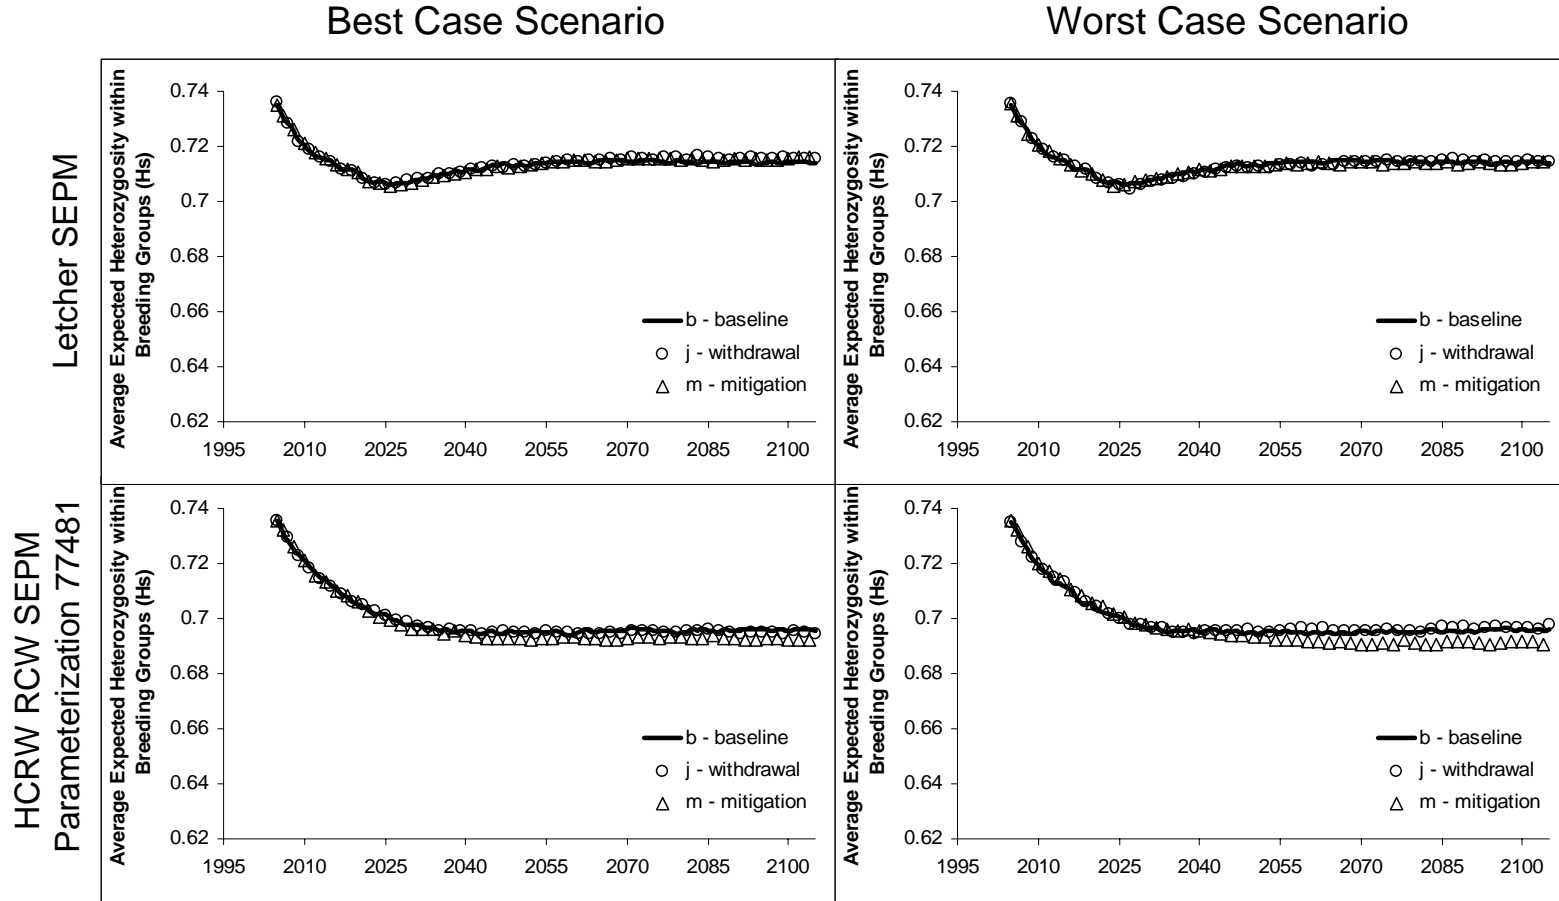 Best Case Scenario
Worst Case Scenario
Letcher SEPM
Average Expected Heterozygosity within
Breeding Groups (Hs)
0.74
0.72
0.7
0.68
0.66
0.64
0.62
b - baseline
j - withdrawal
m - mitigation
1995 2010 2025 2040 2055 2070 2085 2100
Average Expected Heterozygosity within
Breeding Groups (Hs)
0.74
0.72
0.7
0.68
0.66
0.64
0.62
b - baseline
j - withdrawal
m - mitigation
1995 2010 2025 2040 2055 2070 2085 2100
HCRW RCW SEPM
Parameterization 77481
Average Expected Heterozygosity within
Breeding Groups (Hs)
0.74
0.72
0.7
0.68
0.66
0.64
0.62
b - baseline
j - withdrawal
m - mitigation
1995 2010 2025 2040 2055 2070 2085 2100
Average Expected Heterozygosity within
Breeding Groups (Hs)
0.74
0.72
0.7
0.68
0.66
0.64
0.62
b - baseline
j - withdrawal
m - mitigation
1995 2010 2025 2040 2055 2070 2085 2100